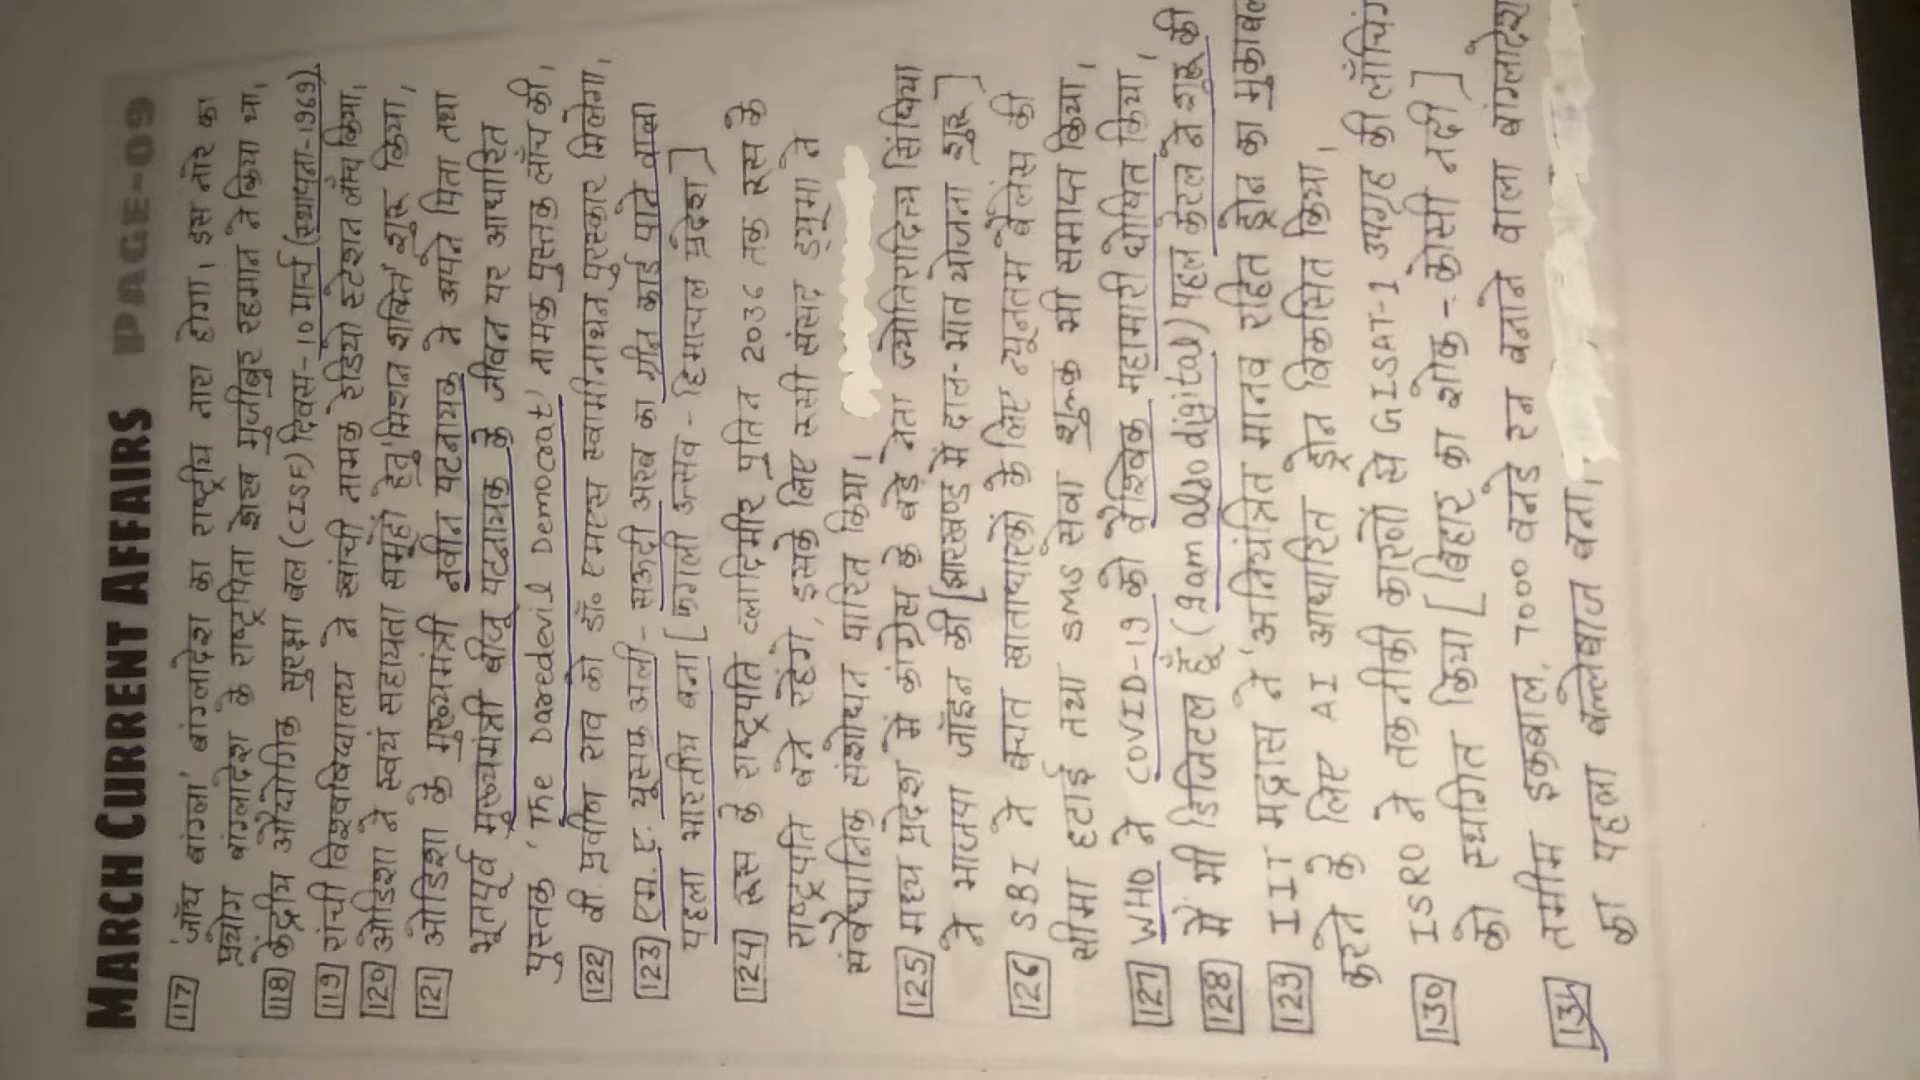 MARCH CURRENT AFFAIRS PAGE-09
117 'जॉय बांग्ला' बांग्लादेश का राष्ट्रीय नारा होगा। इस नारे का
प्रयोग बंग्लादेश के राष्ट्रपिता शेख मुजीबुर रहमान ने किया था,
118 केंद्रीय औद्योगिक सुरक्षा बल (CISF) दिवस-10 मार्च (स्थापना-1969)
119 रांची विश्वविद्यालय ने खांची नामक रेडियो स्टेशन लाँच किया,
120 ओडिशा ने स्वयं सहायता समूहों हेतु 'मिशन शक्ति' शुरू किया,
121 ओडिशा के मुख्यमंत्री नवीन पटनायक ने अपने पिता तथा
भूतपूर्व मुख्यमंत्री बीजू पटनायक के जीवन पर आधारित
पुस्तक 'The Daredevil Democrat' नामक पुस्तक लाँच की,
122 वी. प्रवीण राव को डॉ॰ एमएस स्वामीनाथन पुरस्कार मिलेगा,
123 एम. ए. यूसुफ अली - सऊदी अरब का ग्रीन कार्ड पाने वाला
पहला भारतीय बना [फागली उत्सव - हिमाचल प्रदेश]
124 रूस के राष्ट्रपति व्लादिमीर पुतिन 2036 तक रूस के
राष्ट्रपति बने रहेंगे, इसके लिए रूसी संसद ड्यूमा ने
संवैधानिक संशोधन पारित किया,
125 मध्य प्रदेश में कांग्रेस के बड़े नेता ज्योतिरादित्य सिंधिया
ने भाजपा जॉइन की [झारखण्ड में दाल-भात योजना शुरू]
126 SBI ने बचत खाताधारकों के लिए न्यूनतम बैलेंस की
सीमा हटाई तथा SMS सेवा शुल्क भी समाप्त किया,
127 WHO ने COVID-19 को वैश्विक महामारी घोषित किया,
128 मैं भी डिजिटल हूँ (I am also digital) पहल केरल ने शुरू की
129 IIT मद्रास ने 'अनियंत्रित मानव रहित ड्रोन का मुकाबला
करने के लिए AI आधारित ड्रोन विकसित किया,
130 ISRO ने तकनीकी कारणों से GISAT-1 उपग्रह की लाँचिंग
को स्थगित किया [बिहार का शोक - कोसी नदी]
131 तमीम इकबाल, 7000 वनडे रन बनाने वाला बांग्लादेश
का पहला बल्लेबाज बना,